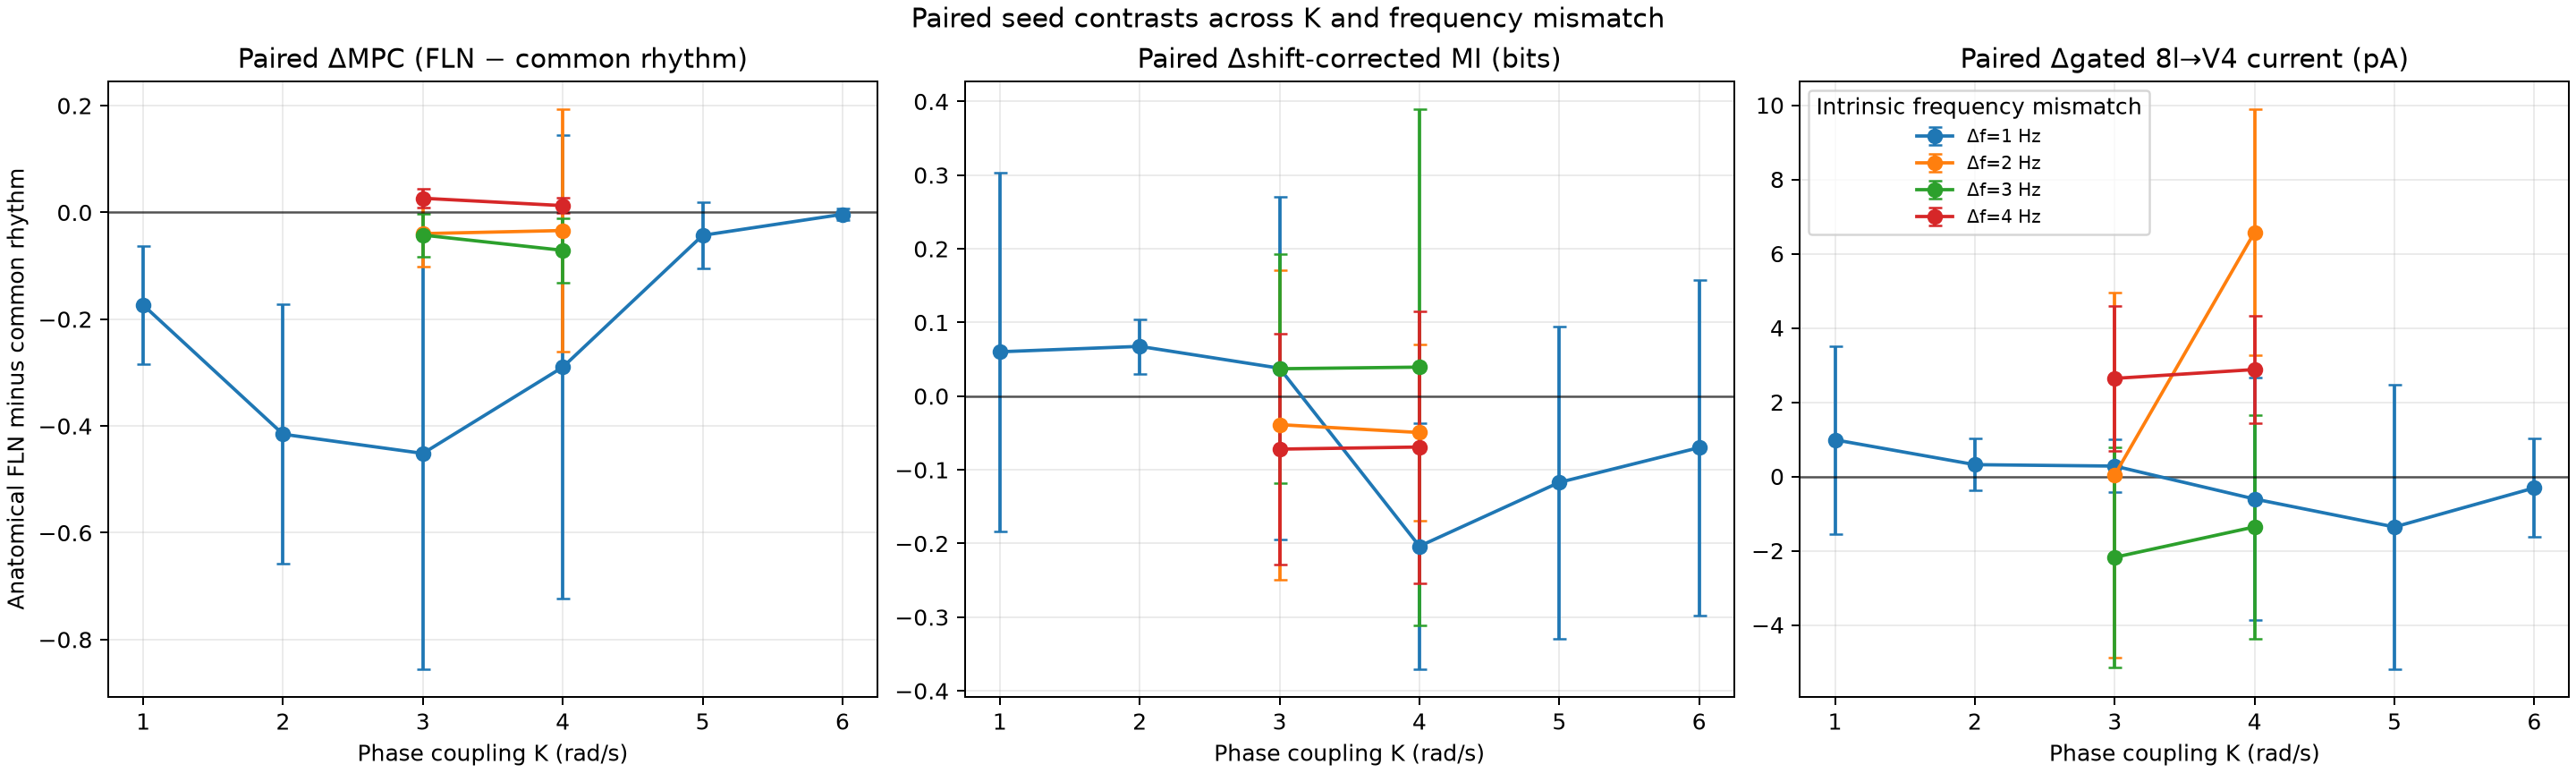 Paired seed contrasts across K and frequency mismatch
Paired ΔMPC (FLN − common rhythm)
Anatomical FLN minus common rhythm
0.2
0.0
−0.2
−0.4
−0.6
−0.8
1 2 3 4 5 6
Phase coupling K (rad/s)
Paired Δshift-corrected MI (bits)
0.4
0.3
0.2
0.1
0.0
−0.1
−0.2
−0.3
−0.4
1 2 3 4 5 6
Phase coupling K (rad/s)
Paired Δgated 8l→V4 current (pA)
Intrinsic frequency mismatch
Δf=1 Hz
Δf=2 Hz
Δf=3 Hz
Δf=4 Hz
10
8
6
4
2
0
−2
−4
1 2 3 4 5 6
Phase coupling K (rad/s)